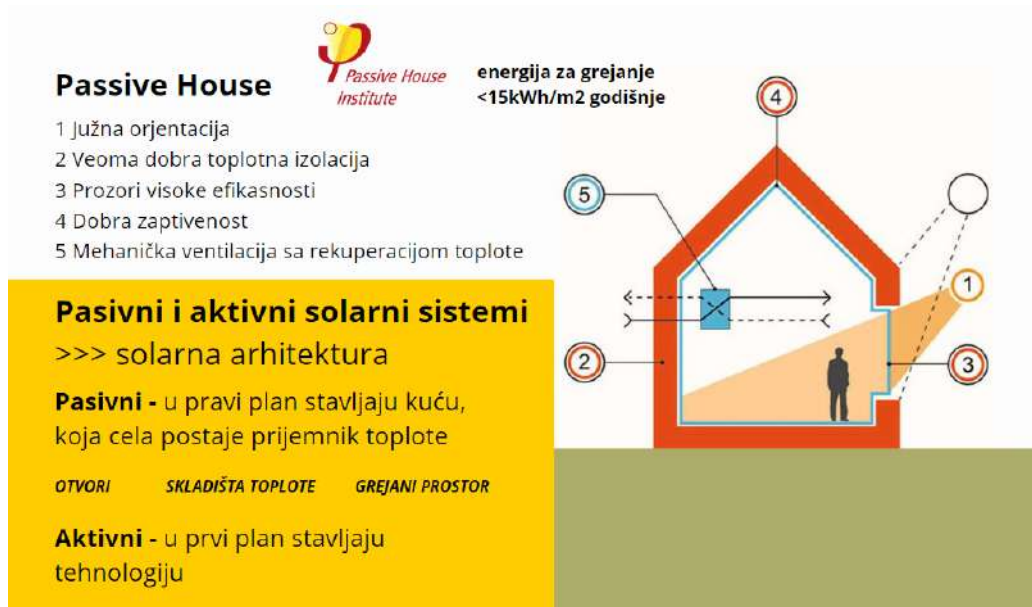 Passive House
Passive House
Institute
energija za grejanje
<15kWh/m2 godišnje
1 Južna orjentacija
2 Veoma dobra toplotna izolacija
3 Prozori visoke efikasnosti
4 Dobra zaptivenost
5 Mehanička ventilacija sa rekuperacijom toplote
Pasivni i aktivni solarni sistemi
>>> solarna arhitektura
Pasivni - u pravi plan stavljaju kuću,
koja cela postaje prijemnik toplote
OTVORI SKLADIŠTA TOPLOTE GREJANI PROSTOR
Aktivni - u prvi plan stavljaju
tehnologiju
4
5
1
2
3